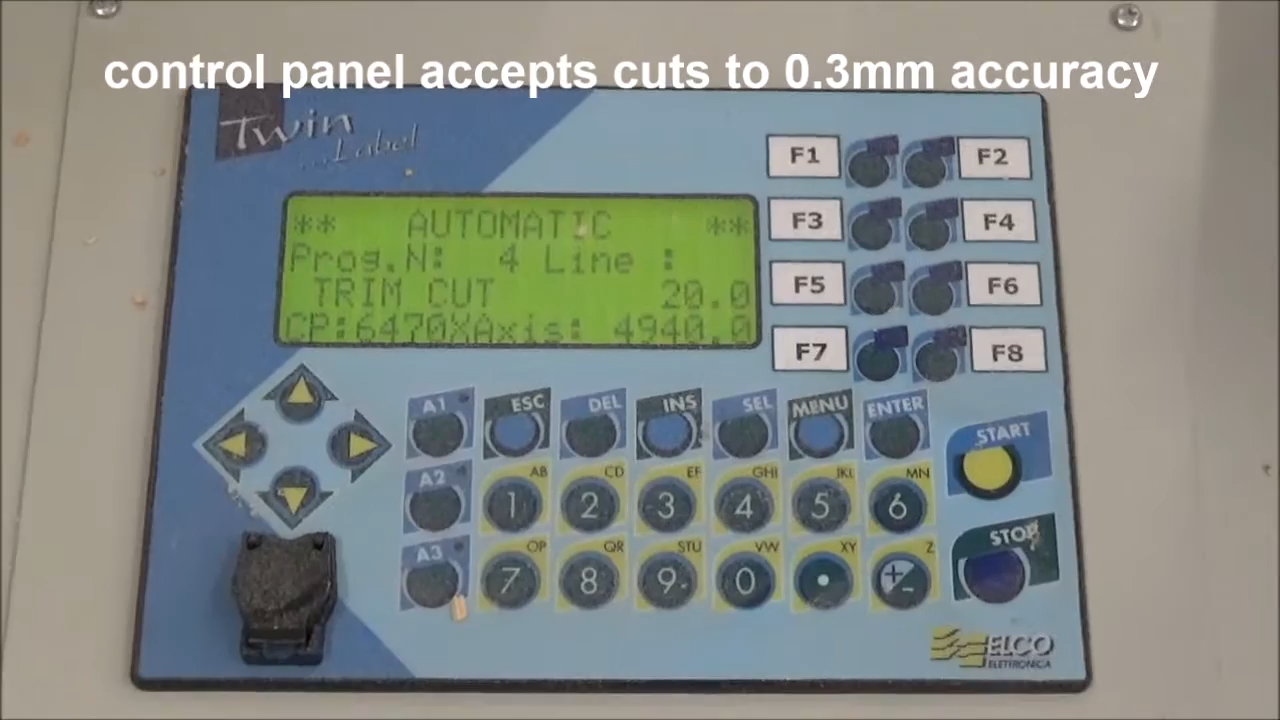 control panel accepts cuts to 0.3mm accuracy
Twin
...Label
** AUTOMATIC **
Prog.N: 4 Line :
TRIM CUT 20.0
CP:6470XAxis: 4940.0
F1 F2
F3 F4
F5 F6
F7 F8
A1 ESC DEL INS SEL MENU ENTER
START
A2
AB CD EF GHI JKL MN
1 2 3 4 5 6
STOP
A3
OP QR STU VW XY Z
7 8 9 0 • +/-
ELCO
ELETTRONICA